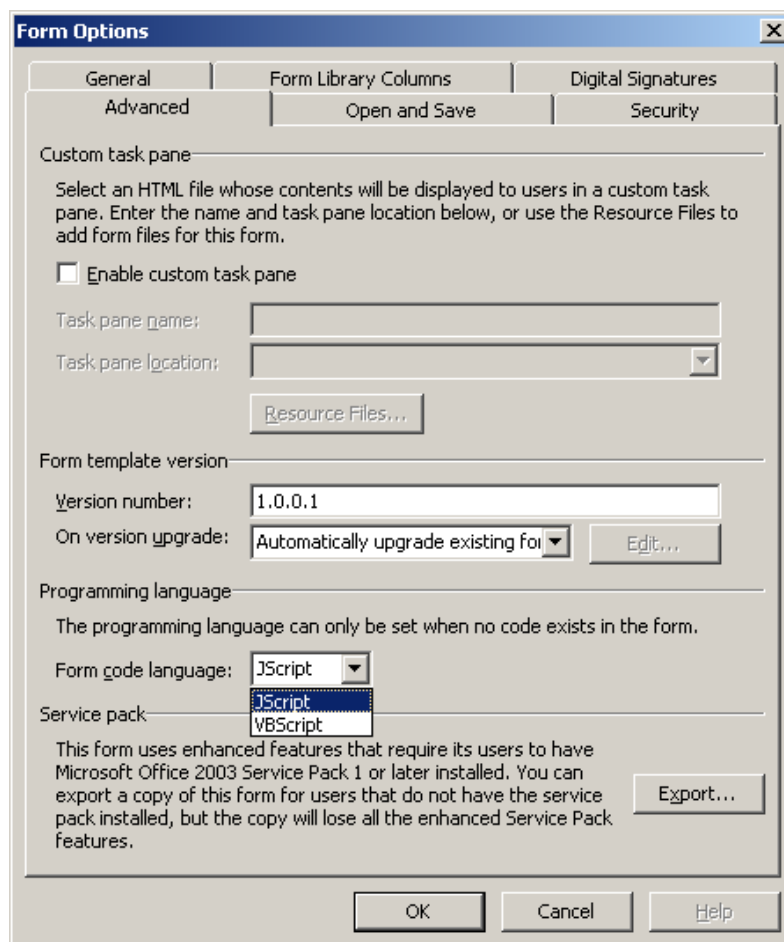 Form Options
General
Form Library Columns
Digital Signatures
Advanced
Open and Save
Security
Custom task pane
Select an HTML file whose contents will be displayed to users in a custom task
pane. Enter the name and task pane location below, or use the Resource Files to
add form files for this form.
Enable custom task pane
Task pane name:
Task pane location:
Resource Files...
Form template version
Version number:
1.0.0.1
On version upgrade:
Automatically upgrade existing for
Edit...
Programming language
The programming language can only be set when no code exists in the form.
Form code language:
JScript
JScript
VBScript
Service pack
This form uses enhanced features that require its users to have
Microsoft Office 2003 Service Pack 1 or later installed. You can
export a copy of this form for users that do not have the service
pack installed, but the copy will lose all the enhanced Service Pack
features.
Export...
OK
Cancel
Help